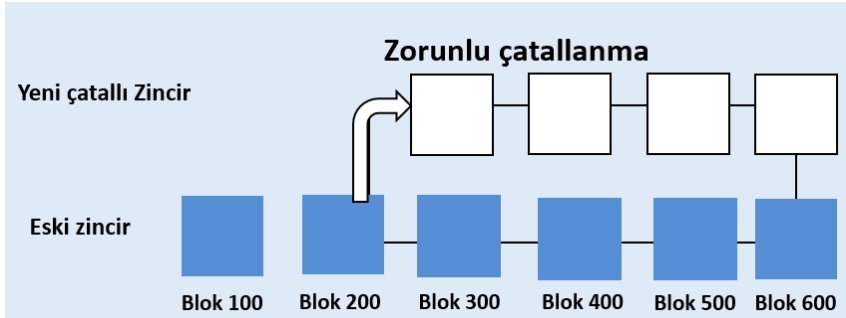 Zorunlu çatallanma
Yeni çatallı Zincir
Eski zincir
Blok 100 Blok 200 Blok 300 Blok 400 Blok 500 Blok 600